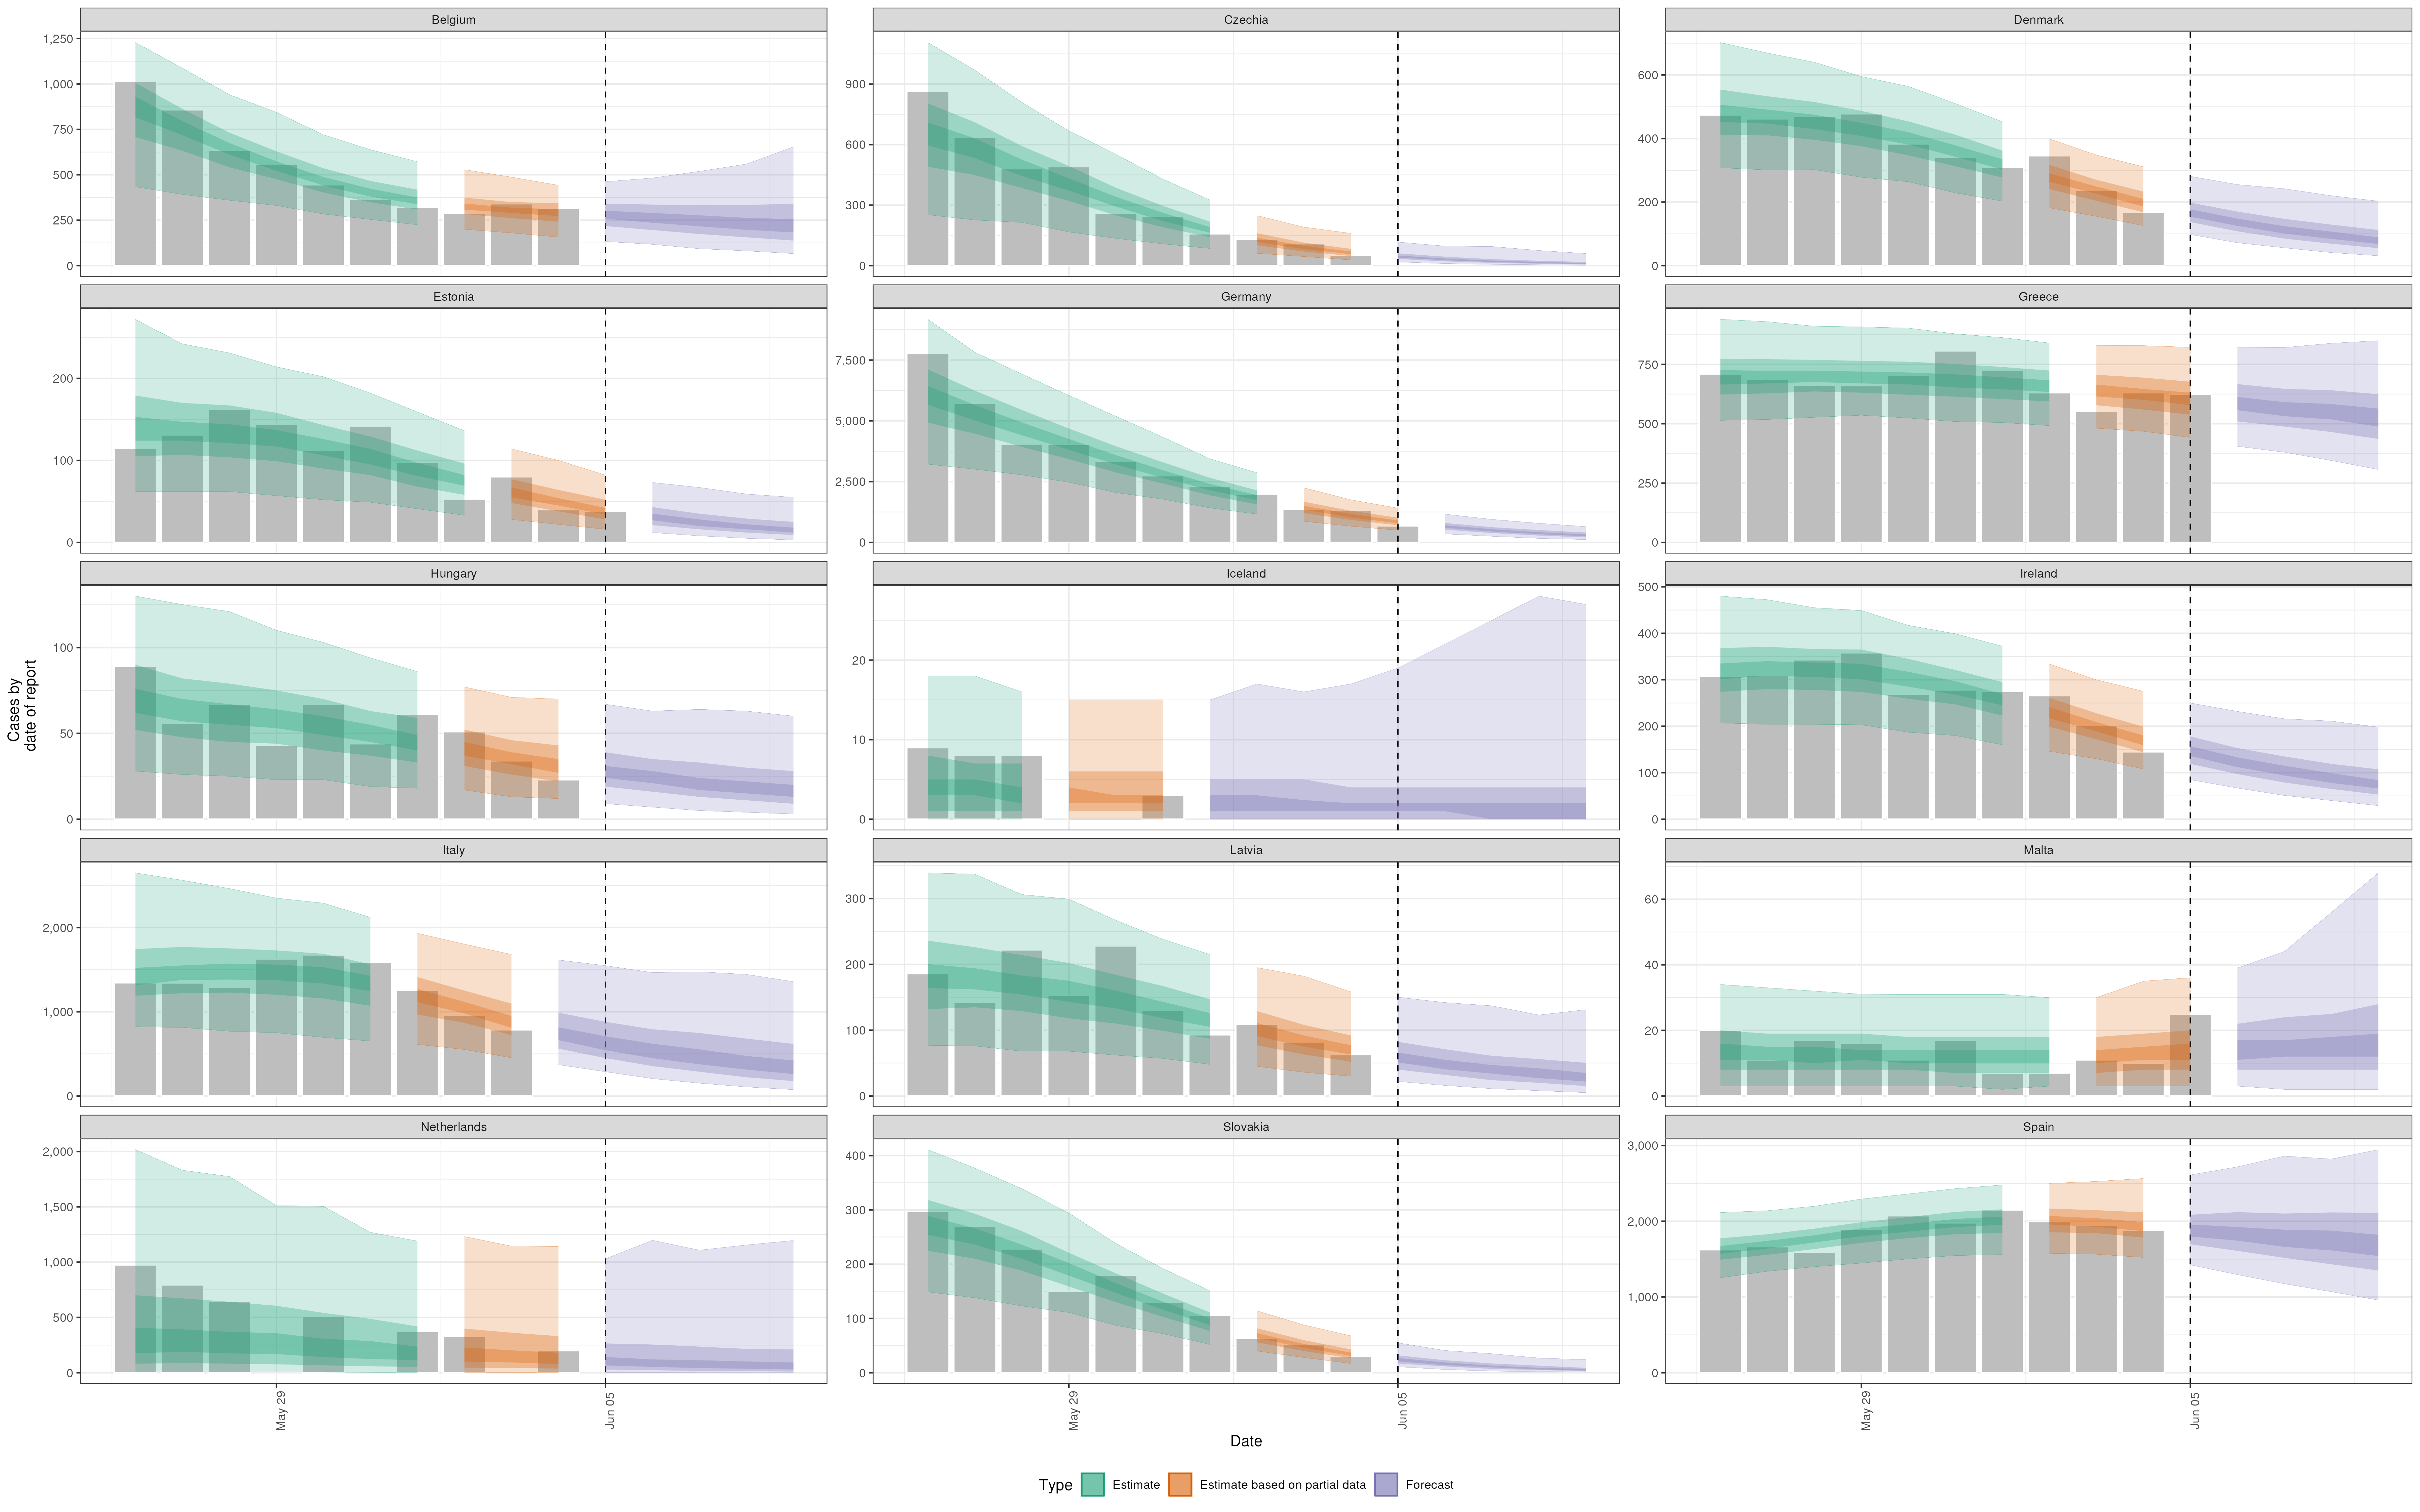 Belgium
Czechia
Denmark
1,250
1,000
750
500
250
0
900
600
300
0
600
400
200
0
Estonia
Germany
Greece
200
100
0
7,500
5,000
2,500
0
750
500
250
0
Hungary
Iceland
Ireland
100
50
0
20
10
0
500
400
300
200
100
0
Cases by
date of report
Italy
Latvia
Malta
2,000
1,000
0
300
200
100
0
60
40
20
0
Netherlands
Slovakia
Spain
2,000
1,500
1,000
500
0
400
300
200
100
0
3,000
2,000
1,000
0
May 29
Jun 05
May 29
Jun 05
May 29
Jun 05
Date
Type Estimate Estimate based on partial data Forecast